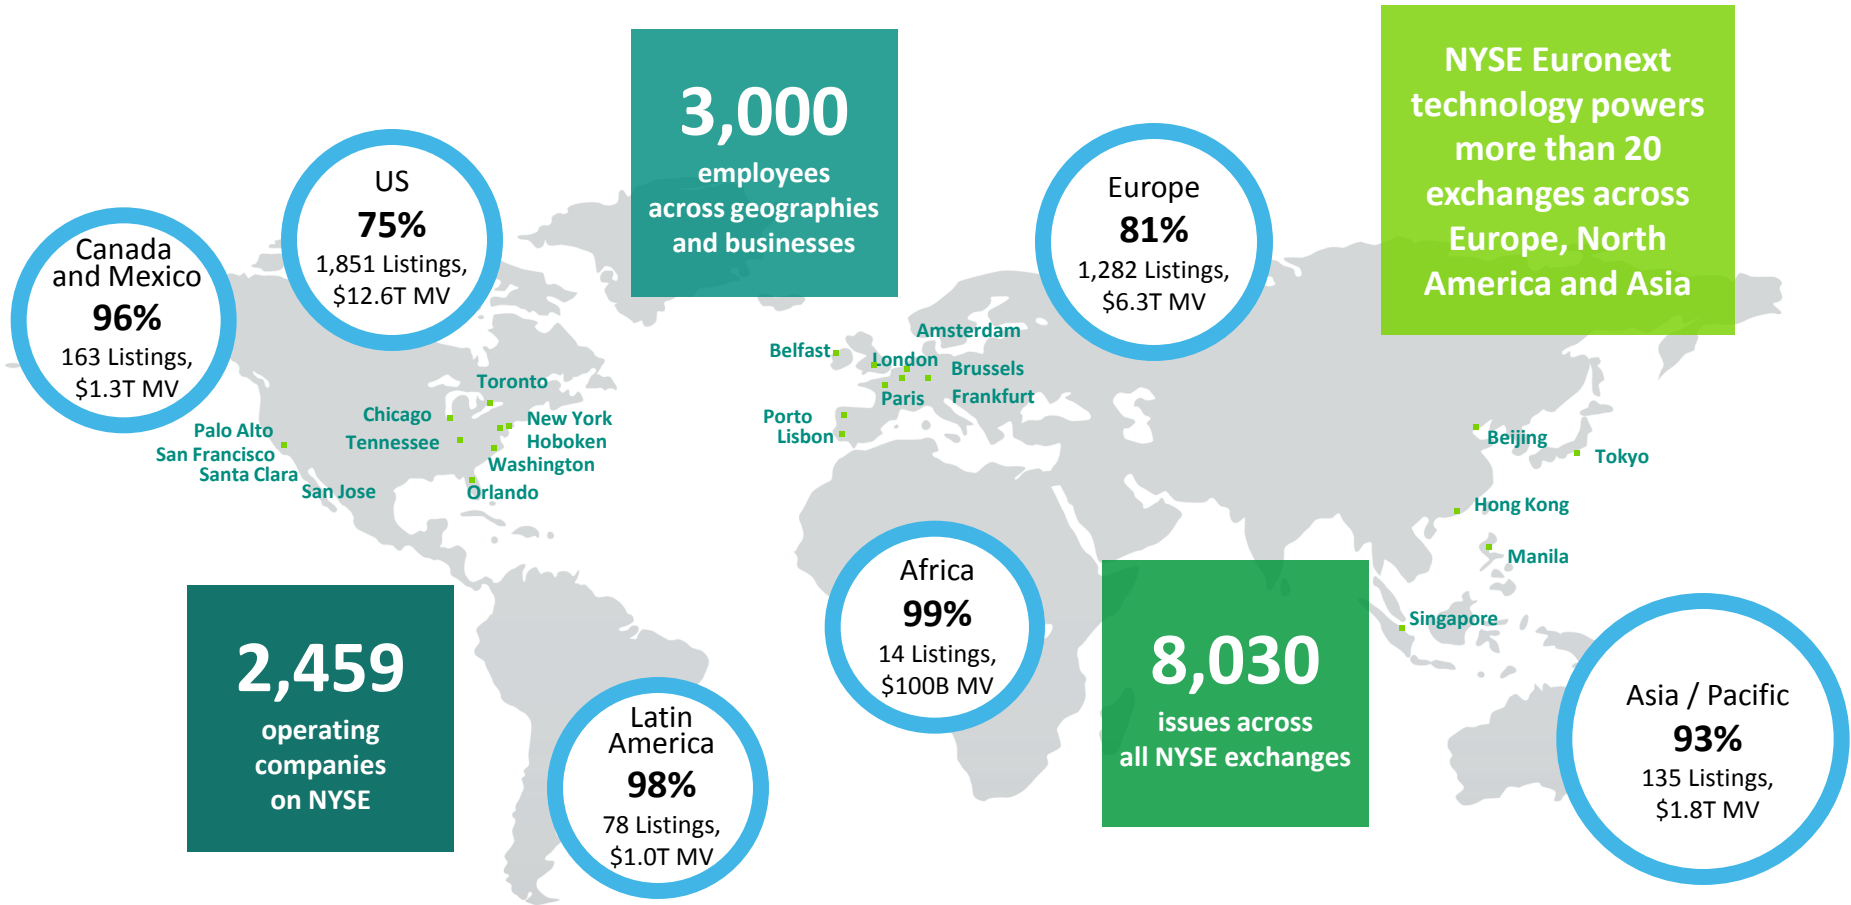 NYSE Euronext
technology powers
more than 20
exchanges across
Europe, North
America and Asia
3,000
employees
across geographies
and businesses
US
75%
1,851 Listings,
$12.6T MV
Europe
81%
1,282 Listings,
$6.3T MV
Canada
and Mexico
96%
163 Listings,
$1.3T MV
Amsterdam
Belfast
London
Brussels
Paris
Frankfurt
Porto
Lisbon
Toronto
Chicago
New York
Tennessee
Hoboken
Washington
Orlando
Palo Alto
San Francisco
Santa Clara
San Jose
Beijing
Tokyo
Hong Kong
Manila
Singapore
Africa
99%
14 Listings,
$100B MV
2,459
operating
companies
on NYSE
8,030
issues across
all NYSE exchanges
Latin
America
98%
78 Listings,
$1.0T MV
Asia / Pacific
93%
135 Listings,
$1.8T MV